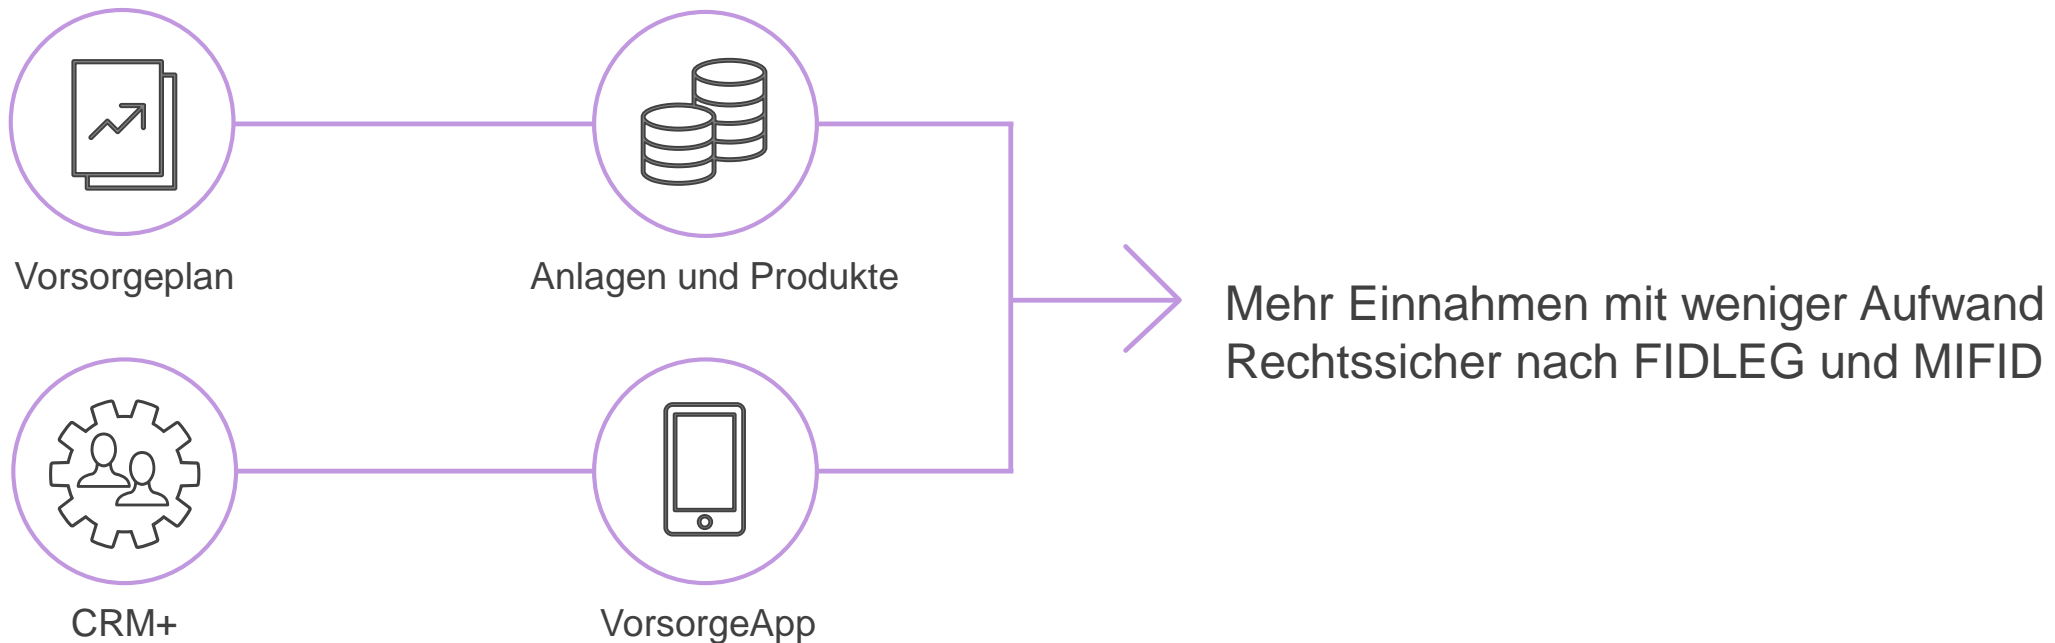 Vorsorgeplan
Anlagen und Produkte
Mehr Einnahmen mit weniger Aufwand
Rechtssicher nach FIDLEG und MIFID
CRM+
VorsorgeApp